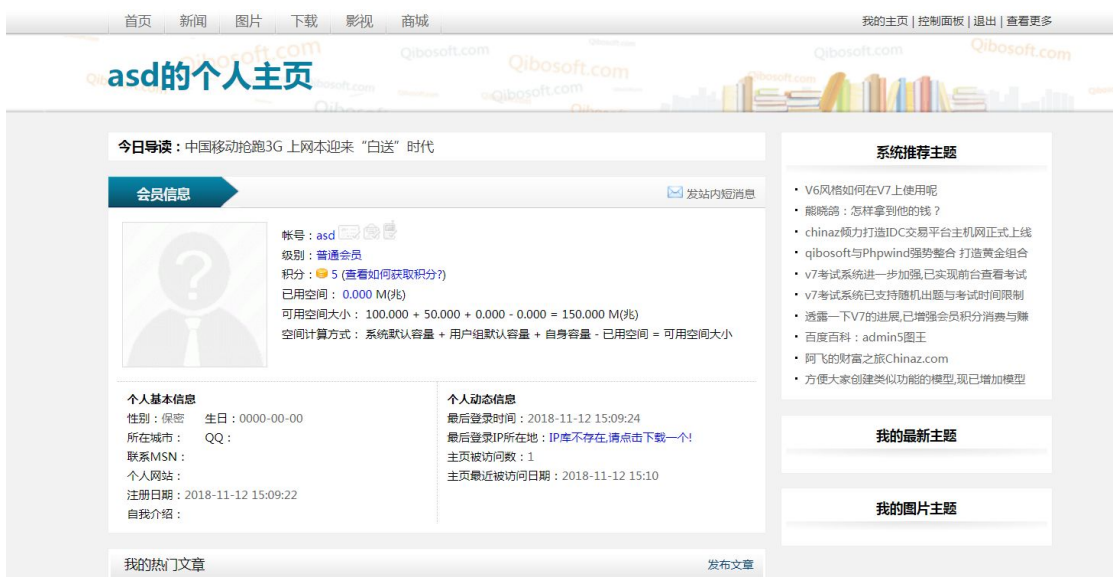 首页 新闻 图片 下载 影视 商城
我的主页 | 控制面板 | 退出 | 查看更多
asd的个人主页
Qibosoft.com
Qibosoft.com
Qibosoft.com
Qibosoft.com
Qibosoft.com
Qibosoft.com
今日导读：中国移动抢跑3G 上网本迎来“白送”时代
会员信息
发站内短消息
帐号：asd
级别：普通会员
积分： 5 (查看如何获取积分?)
已用空间： 0.000 M(兆)
可用空间大小： 100.000 + 50.000 + 0.000 - 0.000 = 150.000 M(兆)
空间计算方式： 系统默认容量 + 用户组默认容量 + 自身容量 - 已用空间 = 可用空间大小
个人基本信息
性别：保密 生日：0000-00-00
所在城市： QQ：
联系MSN：
个人网站：
注册日期：2018-11-12 15:09:22
自我介绍：
个人动态信息
最后登录时间：2018-11-12 15:09:24
最后登录IP所在地：IP库不存在,请点击下载一个!
主页被访问数：1
主页最近被访问日期：2018-11-12 15:10
我的热门文章
发布文章
系统推荐主题
V6风格如何在V7上使用呢
熊晓鸽：怎样拿到他的钱？
chinaz倾力打造IDC交易平台主机网正式上线
qibosoft与Phpwind强势整合 打造黄金组合
v7考试系统进一步加强,已实现前台查看考试
v7考试系统已支持随机出题与考试时间限制
透露一下V7的进展,已增强会员积分消费与赚
百度百科：admin5图王
阿飞的财富之旅Chinaz.com
方便大家创建类似功能的模型,现已增加模型
我的最新主题
我的图片主题